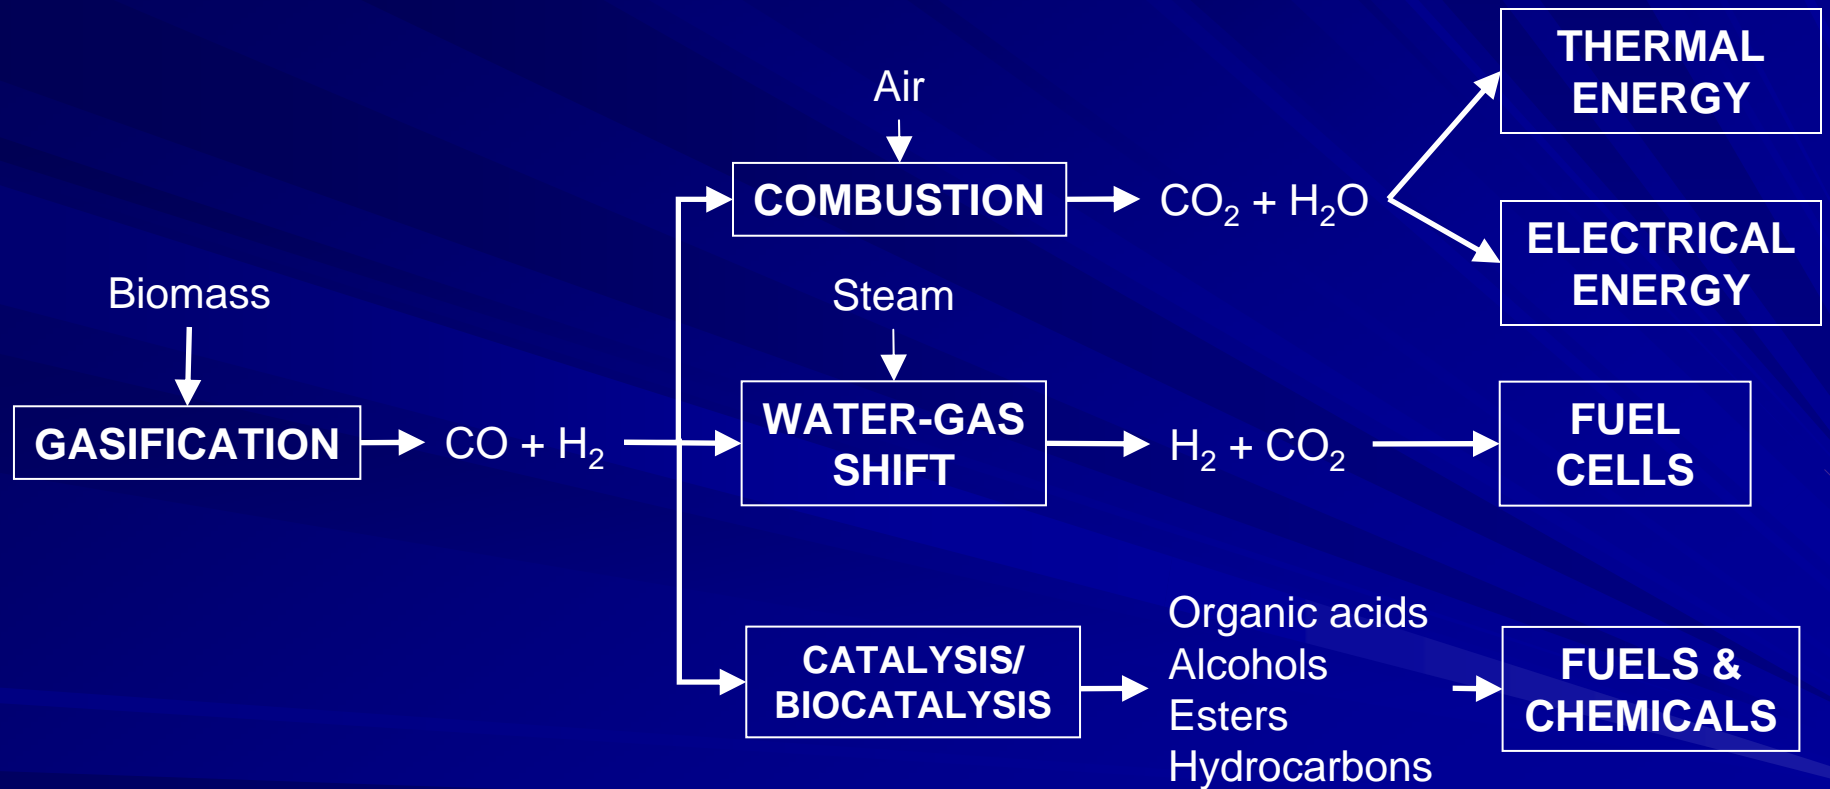 Biomass
GASIFICATION
CO + H₂
Air
COMBUSTION
CO₂ + H₂O
THERMAL
ENERGY
ELECTRICAL
ENERGY
Steam
WATER-GAS
SHIFT
H₂ + CO₂
FUEL
CELLS
CATALYSIS/
BIOCATALYSIS
Organic acids
Alcohols
Esters
Hydrocarbons
FUELS &
CHEMICALS